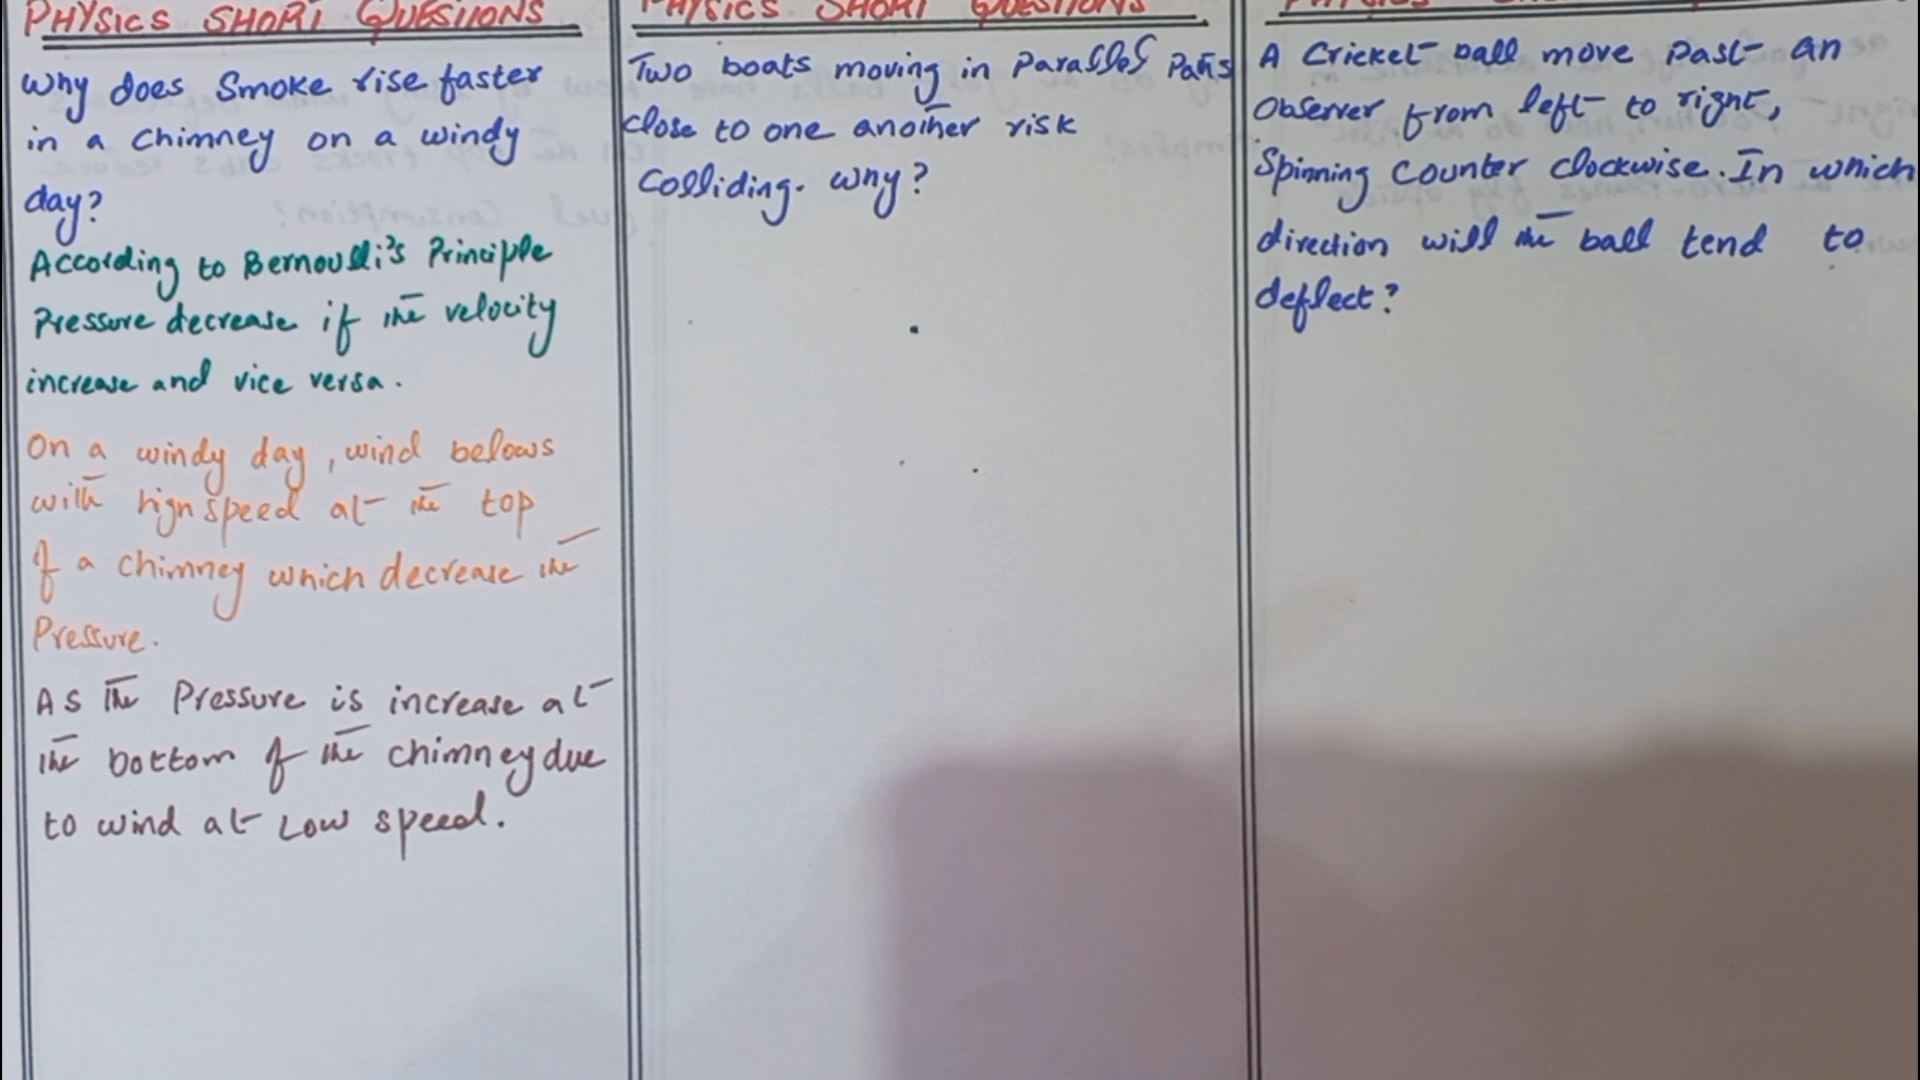 PHYSICS SHORT QUESTIONS
Why does Smoke rise faster
in a chimney on a windy
day?
According to Bernoulli's Principle
Pressure decrease if the velocity
increase and vice versa.
On a windy day, wind belows
with high speed at the top
of a chimney which decrease the
Pressure.
As the Pressure is increase at
the bottom of the chimney due
to wind at Low speed.
PHYSICS SHORT QUESTIONS
Two boats moving in Parallel Paths
close to one another risk
Colliding. Why?
A Cricket ball move past an
Observer from left to right,
Spinning Counter clockwise. In which
direction will the ball tend to
deflect?